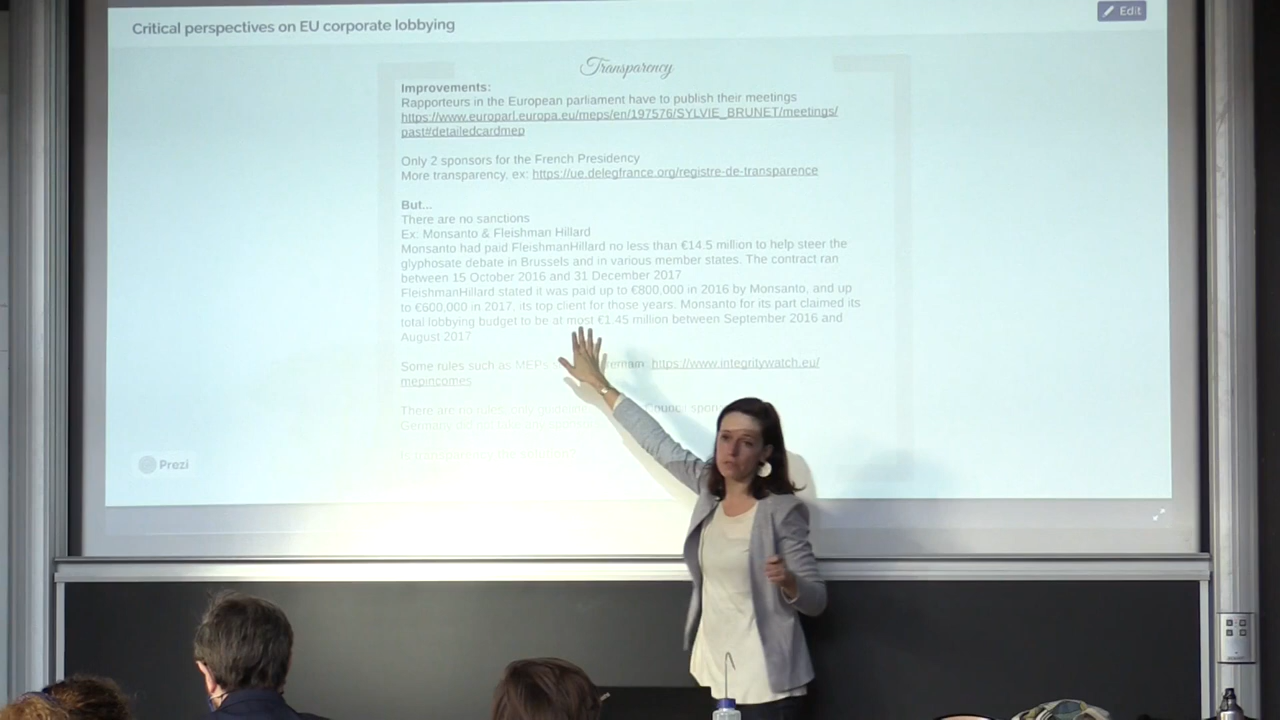 Critical perspectives on EU corporate lobbying
Edit
Transparency
Improvements:
Rapporteurs in the European parliament have to publish their meetings
https://www.europarl.europa.eu/meps/en/197576/SYLVIE_BRUNET/meetings/
past#detailedcardmep
Only 2 sponsors for the French Presidency
More transparency, ex: https://ue.delegfrance.org/registre-de-transparence
But...
There are no sanctions
Ex: Monsanto & Fleishman Hillard
Monsanto had paid FleishmanHillard no less than €14.5 million to help steer the
glyphosate debate in Brussels and in various member states. The contract ran
between 15 October 2016 and 31 December 2017
FleishmanHillard stated it was paid up to €800,000 in 2016 by Monsanto, and up
to €600,000 in 2017, its top client for those years. Monsanto for its part claimed its
total lobbying budget to be at most €1.45 million between September 2016 and
August 2017
Some rules such as MEPs remain: https://www.integritywatch.eu/
mepincomes
There are no rules, only
Germany did not
Prezi